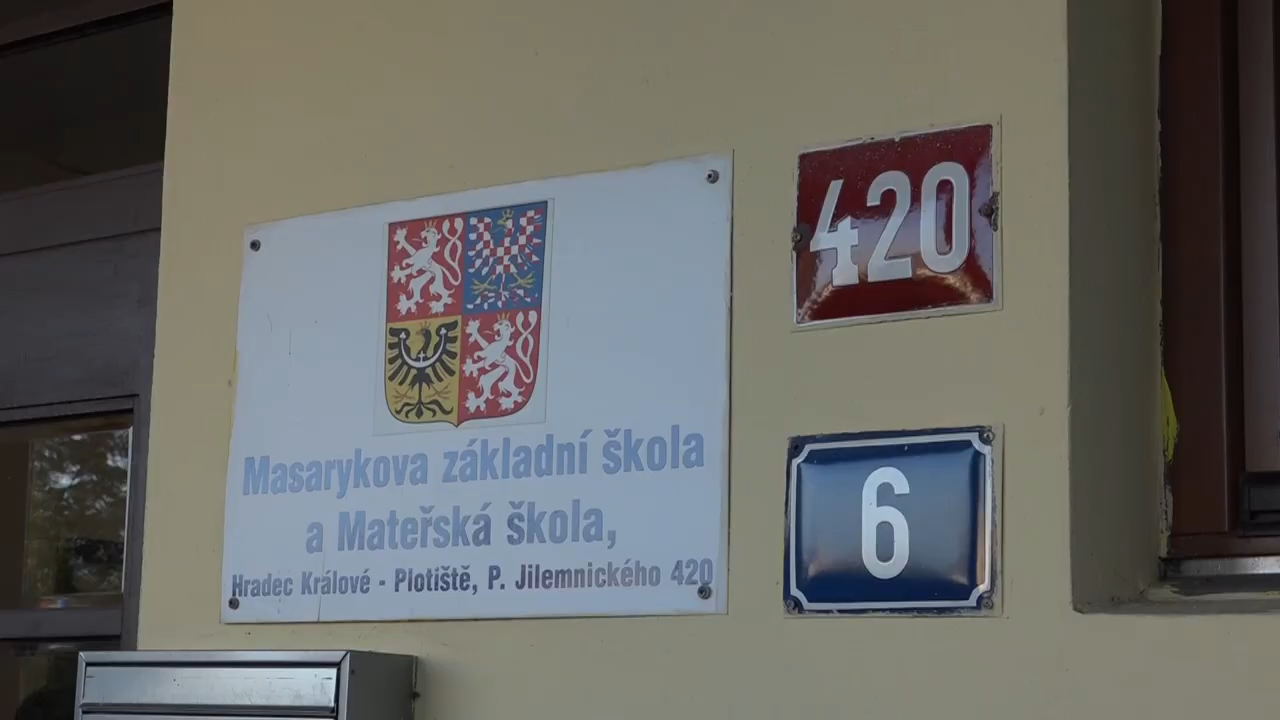 Masarykova základní škola
a Mateřská škola,
Hradec Králové - Plotiště, P. Jilemnického 420
420
6